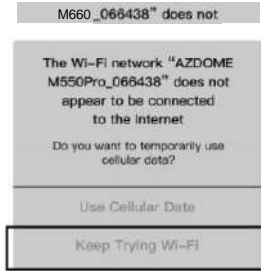 M660_066438” does not
The Wi-Fi network “AZDOME
M550Pro_066438” does not
appear to be connected
to the Internet
Do you want to temporarily use
cellular data?
Use Cellular Data
Keep Trying Wi-Fi